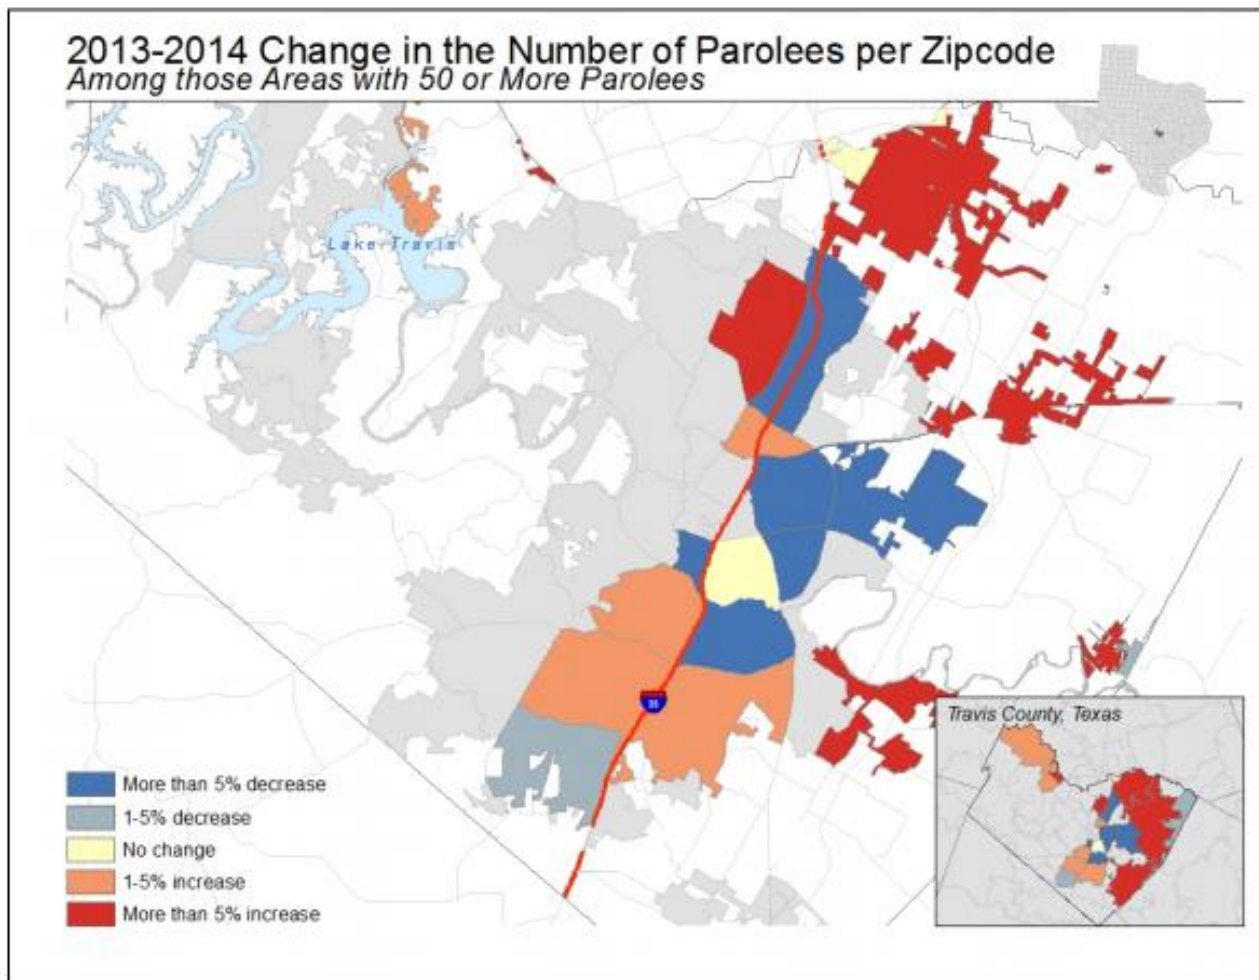 2013-2014 Change in the Number of Parolees per Zipcode
Among those Areas with 50 or More Parolees
Lake Travis
35
Travis County, Texas
More than 5% decrease
1-5% decrease
No change
1-5% increase
More than 5% increase